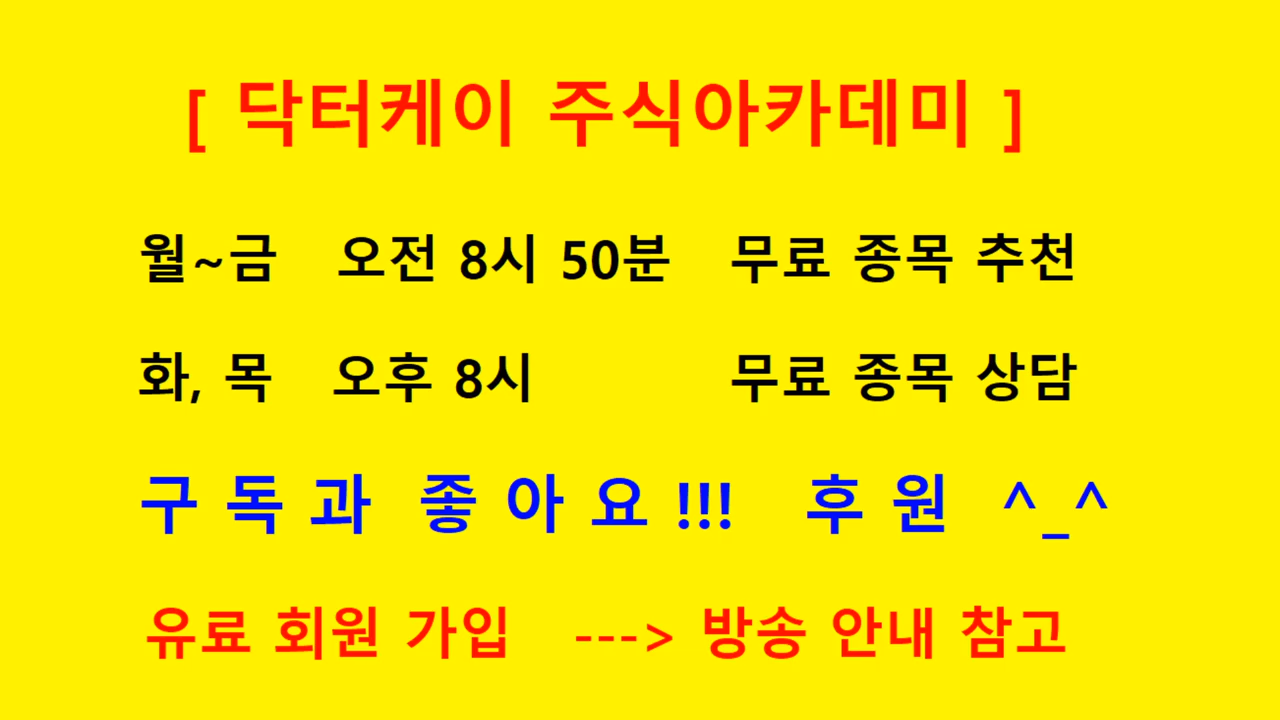 [ 닥터케이 주식아카데미 ]
월~금 오전 8시 50분 무료 종목 추천
화, 목 오후 8시 무료 종목 상담
구 독 과 좋 아 요 !!! 후 원 ^_^
유료 회원 가입 ---> 방송 안내 참고